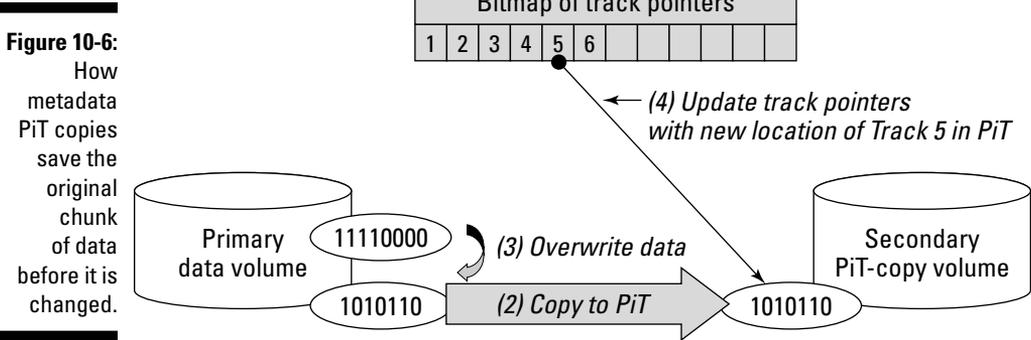 Bitmap of track pointers
1 2 3 4 5 6
Figure 10-6:
How
metadata
PiT copies
save the
original
chunk
of data
before it is
changed.
(4) Update track pointers
with new location of Track 5 in PiT
Primary
data volume
11110000
(3) Overwrite data
Secondary
PiT-copy volume
1010110
(2) Copy to PiT
1010110